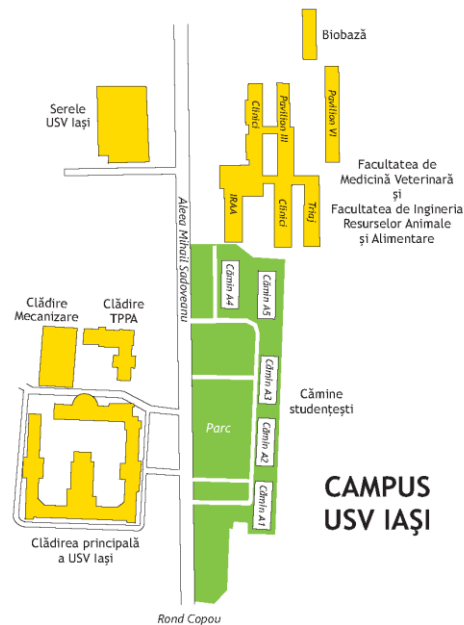 Biobază
Serele
USV Iași
Clinici
Pavilion III
Pavilion VI
IRAA
Clinici
Triaj
Facultatea de
Medicină Veterinară
și
Facultatea de Ingineria
Resurselor Animale
și Alimentare
Aleea Mihail Sadoveanu
Cămin A4
Cămin A5
Clădire
Mecanizare
Clădire
TPPA
Cămin A3
Cămine
studențești
Parc
Cămin A2
Cămin A1
CAMPUS
USV IAȘI
Clădirea principală
a USV Iași
Rond Copou